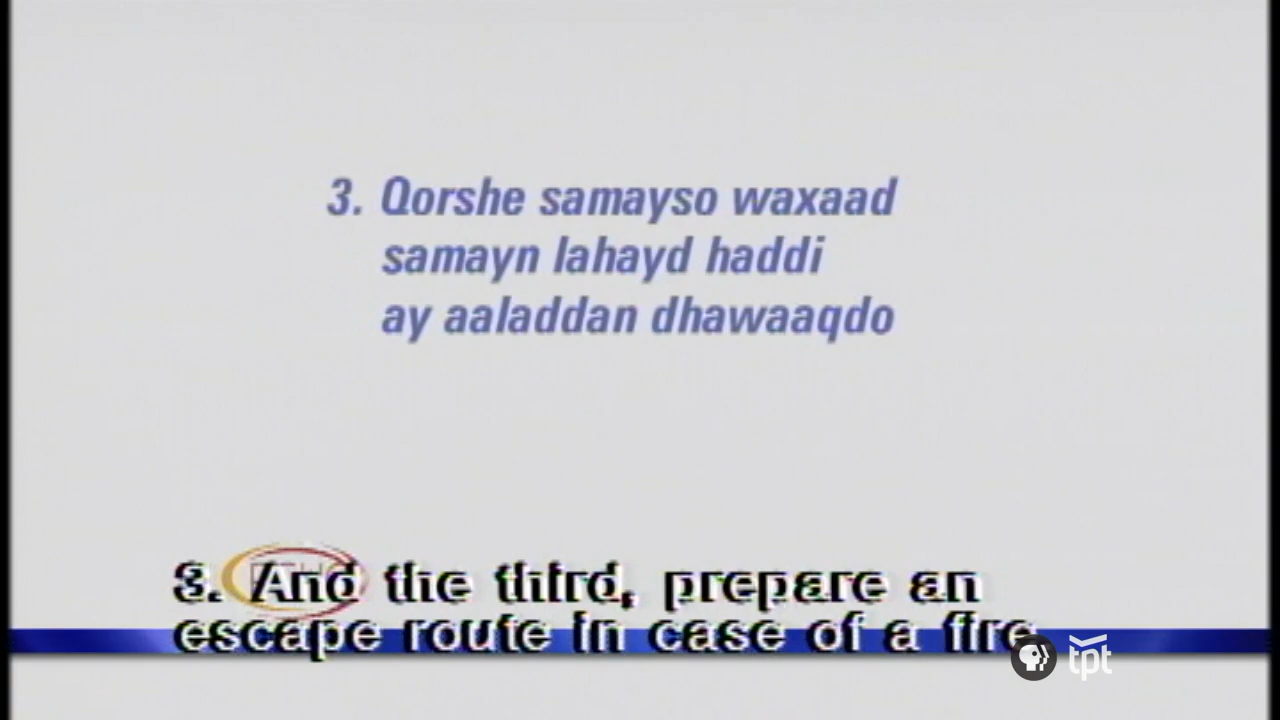 3. Qorshe samayso waxaad
samayn lahayd haddi
ay aaladdan dhawaaqdo
3. And the third, prepare an
escape route in case of a fire
tpt